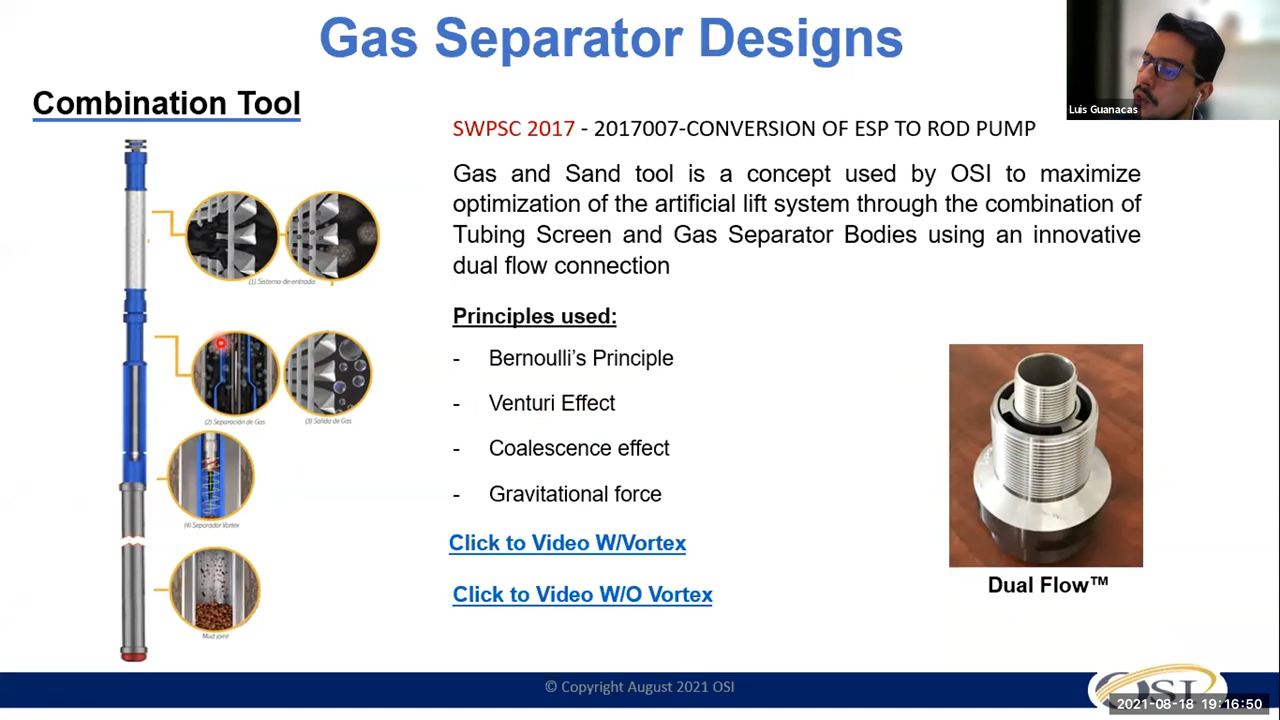 Gas Separator Designs
Luis Guanacas
Combination Tool
SWPSC 2017 - 2017007-CONVERSION OF ESP TO ROD PUMP
Gas and Sand tool is a concept used by OSI to maximize
optimization of the artificial lift system through the combination of
Tubing Screen and Gas Separator Bodies using an innovative
dual flow connection
(1) Sistema de entrada
Principles used:
- Bernoulli’s Principle
- Venturi Effect
- Coalescence effect
- Gravitational force
(2) Separación de Gas
(3) Salida de Gas
(4) Separador Vortex
Mud joint
Click to Video W/Vortex
Click to Video W/O Vortex
Dual Flow™
© Copyright August 2021 OSI
OSI
2021-08-18 19:16:50